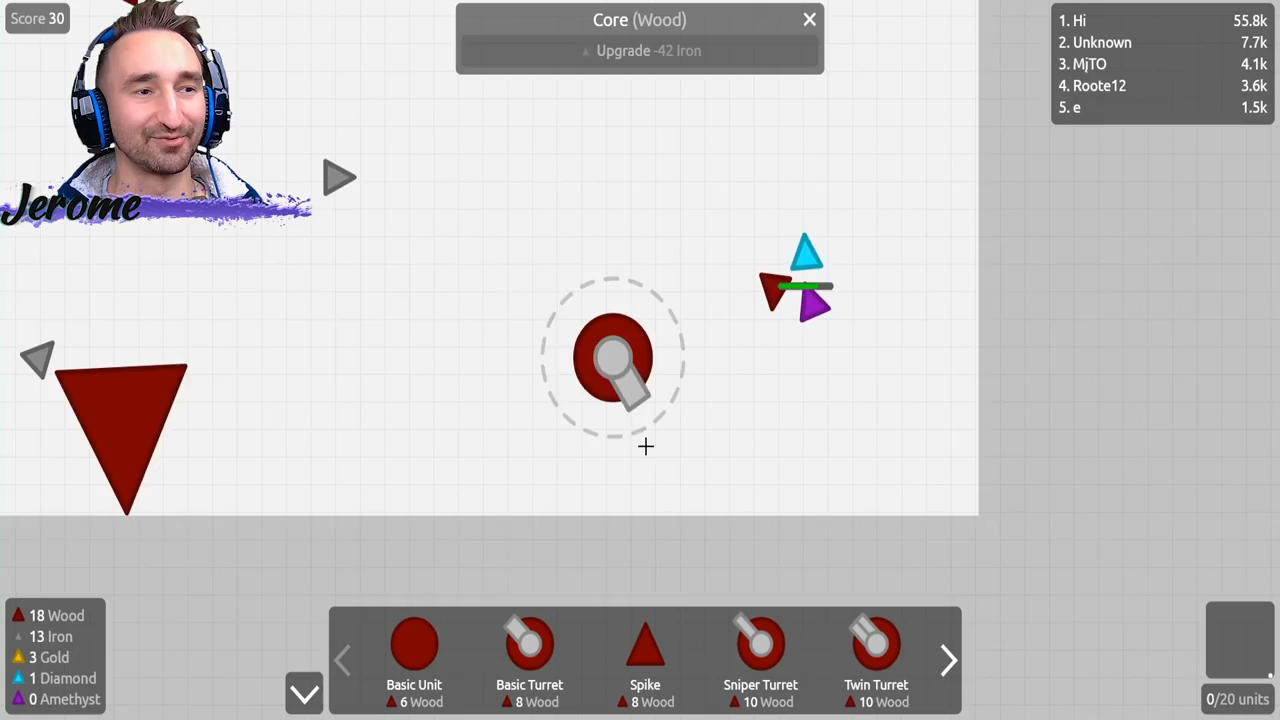 Score 30
Jerome
Core (Wood)
Upgrade -42 Iron
1. Hi 55.8k
2. Unknown 7.7k
3. MįTO 4.1k
4. Roote12 3.6k
5. e 1.5k
18 Wood
13 Iron
3 Gold
1 Diamond
0 Amethyst
Basic Unit
6 Wood
Basic Turret
8 Wood
Spike
8 Wood
Sniper Turret
10 Wood
Twin Turret
10 Wood
0/20 units